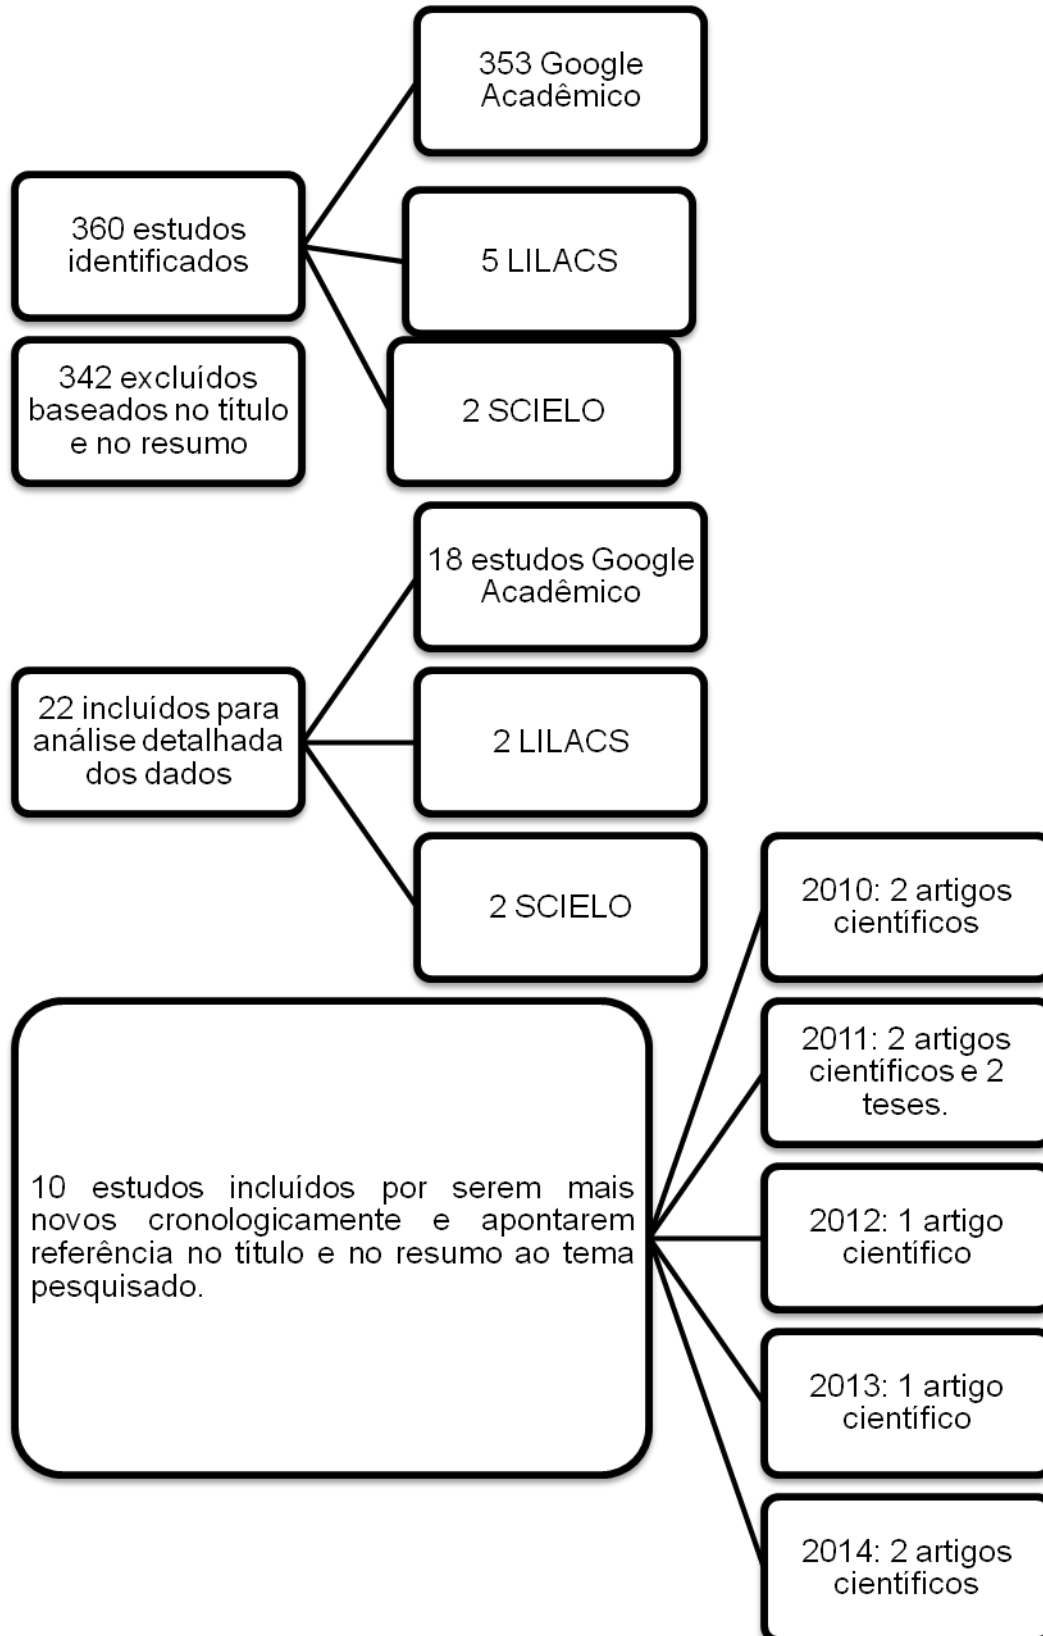 353 Google
Acadêmico
360 estudos
identificados
5 LILACS
342 excluídos
baseados no título
e no resumo
2 SCIELO
18 estudos Google
Acadêmico
22 incluídos para
análise detalhada
dos dados
2 LILACS
2 SCIELO
2010: 2 artigos
científicos
2011: 2 artigos
científicos e 2
teses.
10 estudos incluídos por serem mais
novos cronologicamente e apontarem
referência no título e no resumo ao tema
pesquisado.
2012: 1 artigo
científico
2013: 1 artigo
científico
2014: 2 artigos
científicos